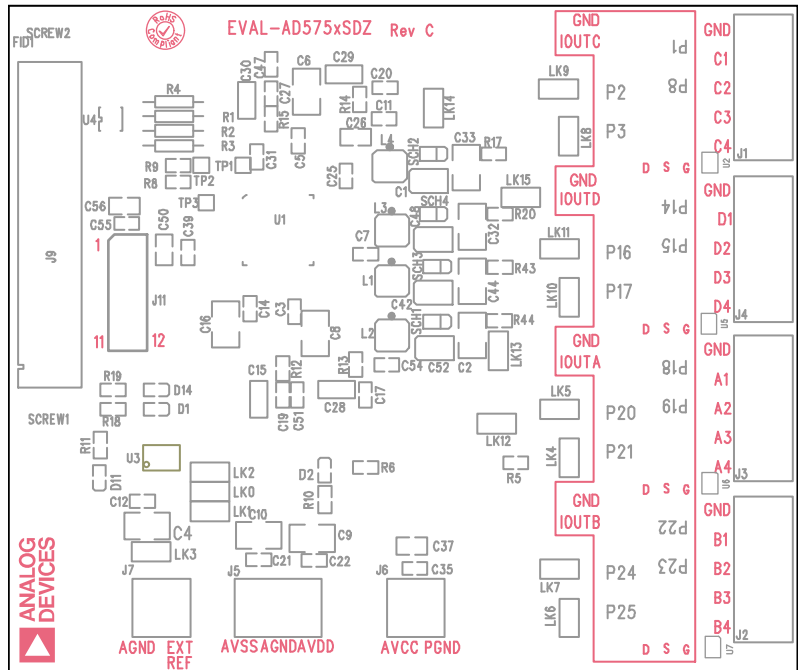 SCREW2
FID1
RoHS
Compliant
EVAL-AD575xSDZ Rev C
GND
IOUTC
P1
P8
P2
P3
LK9
LK8
D S G
U2
GND
C1
C2
C3
C4
J1
C47
C30
C27
R15
C6
C29
C20
R14
C11
LK14
C26
C5
C31
L4
SCH2
C33
R17
C25
C1
LK15
R4
R1
R2
R3
U4
R9
R8
TP1
TP2
TP3
C56
C55
C50
C39
1
J9
J11
11
12
U1
L3
SCH4
C48
C32
R20
C7
L1
SCH3
C44
R43
C42
SCH1
R44
L2
C52
C2
LK13
C54
C16
C14
C3
C8
R13
R12
C15
C19
C51
C28
C17
GND
IOUTD
P14
P15
P16
P17
LK11
LK10
D S G
U5
GND
D1
D2
D3
D4
J4
GND
IOUTA
P18
P19
P20
P21
LK5
LK4
D S G
U6
GND
A1
A2
A3
A4
J3
SCREW1
R19
R18
D14
D1
R11
D11
U3
LK2
LK0
LK1
D2
R10
R6
LK12
R5
C12
C4
LK3
C10
C9
C21
C22
C37
C35
GND
IOUTB
P22
P23
P24
P25
LK7
LK6
D S G
U7
GND
B1
B2
B3
B4
J2
ANALOG
DEVICES
J7
J5
J6
AGND EXT
REF
AVSS AGND AVDD
AVCC PGND